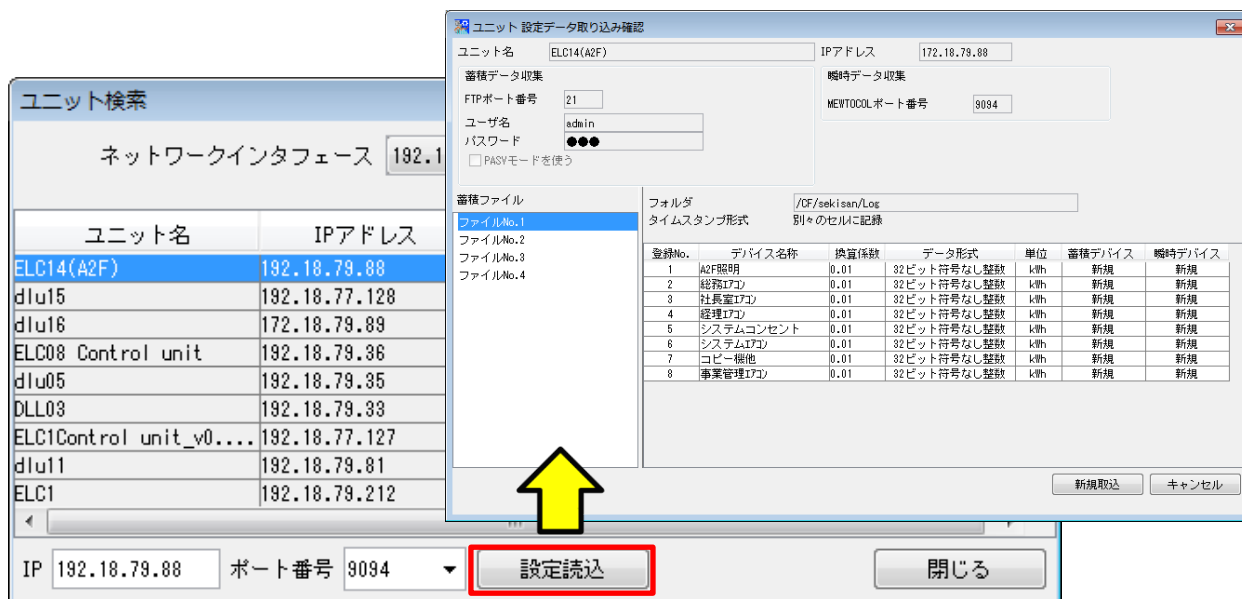 ユニット 設定データ取り込み確認
ユニット名 ELC14(A2F) IPアドレス 172.18.79.88
蓄積データ収集 瞬時データ収集
FTPポート番号 21 MEWTOCOLポート番号 9094
ユーザ名 admin
パスワード ●●●
PASVモードを使う
蓄積ファイル
ファイルNo.1
ファイルNo.2
ファイルNo.3
ファイルNo.4
フォルダ /CF/sekisan/Log
タイムスタンプ形式 別々のセルに記録
登録No. デバイス名称 換算係数 データ形式 単位 蓄積デバイス 瞬時デバイス
1 A2F照明 0.01 32ビット符号なし整数 kWh 新規 新規
2 総務ｴｱｺﾝ 0.01 32ビット符号なし整数 kWh 新規 新規
3 社長室ｴｱｺﾝ 0.01 32ビット符号なし整数 kWh 新規 新規
4 経理ｴｱｺﾝ 0.01 32ビット符号なし整数 kWh 新規 新規
5 システムコンセント 0.01 32ビット符号なし整数 kWh 新規 新規
6 システムｴｱｺﾝ 0.01 32ビット符号なし整数 kWh 新規 新規
7 コピー機他 0.01 32ビット符号なし整数 kWh 新規 新規
8 事業管理ｴｱｺﾝ 0.01 32ビット符号なし整数 kWh 新規 新規
新規取込 キャンセル
ユニット検索
ネットワークインタフェース 192.1
ユニット名 IPアドレス
ELC14(A2F) 192.18.79.88
dlu15 192.18.77.128
dlu16 172.18.79.89
ELC08 Control unit 192.18.79.36
dlu05 192.18.79.35
DLL03 192.18.79.33
ELC1Control unit_v0.... 192.18.77.127
dlu11 192.18.79.81
ELC1 192.18.79.212
IP 192.18.79.88 ポート番号 9094 設定読込 閉じる